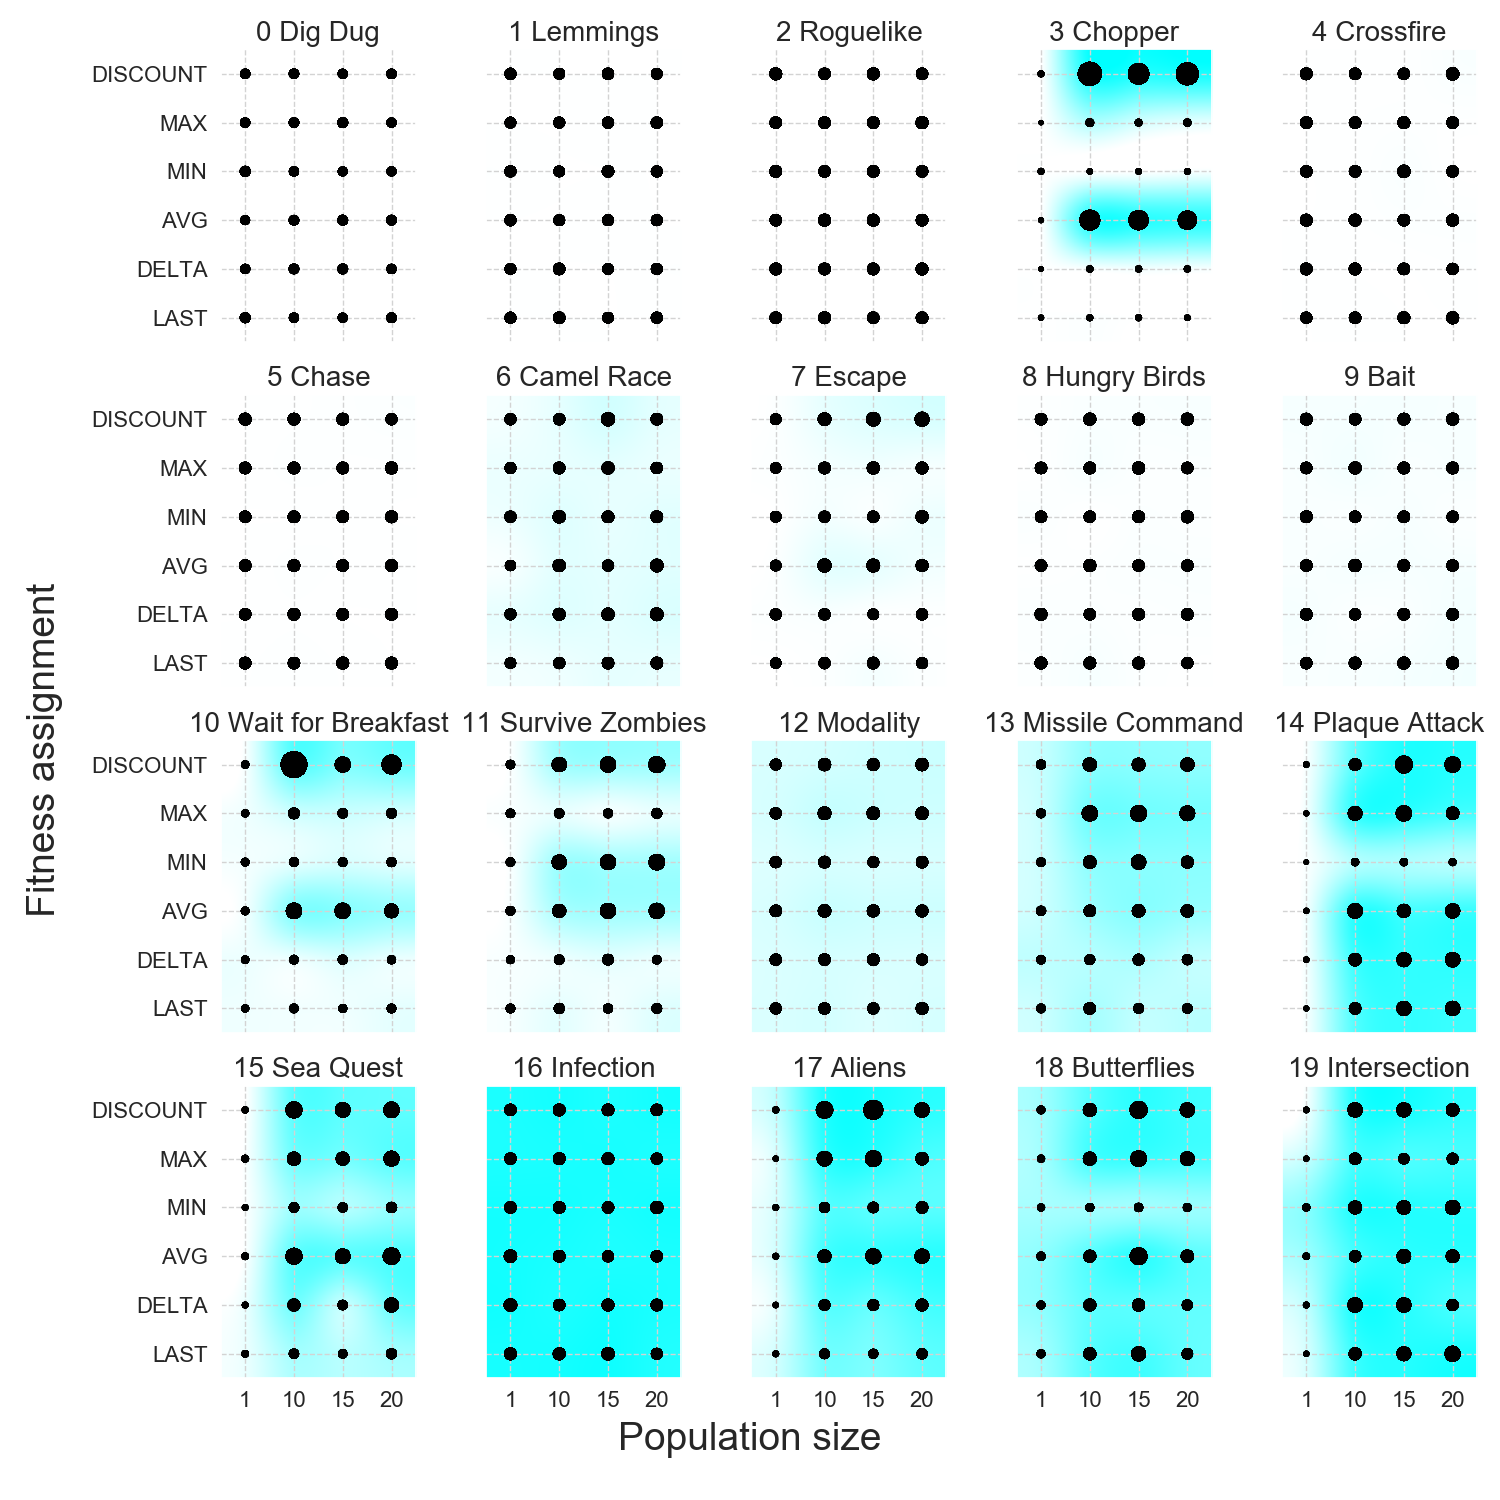 0 Dig Dug
1 Lemmings
2 Roguelike
3 Chopper
4 Crossfire
DISCOUNT
MAX
MIN
AVG
DELTA
LAST
5 Chase
6 Camel Race
7 Escape
8 Hungry Birds
9 Bait
DISCOUNT
MAX
MIN
AVG
DELTA
LAST
Fitness assignment
10 Wait for Breakfast
11 Survive Zombies
12 Modality
13 Missile Command
14 Plaque Attack
DISCOUNT
MAX
MIN
AVG
DELTA
LAST
15 Sea Quest
16 Infection
17 Aliens
18 Butterflies
19 Intersection
DISCOUNT
MAX
MIN
AVG
DELTA
LAST
1 10 15 20
1 10 15 20
1 10 15 20
1 10 15 20
1 10 15 20
Population size